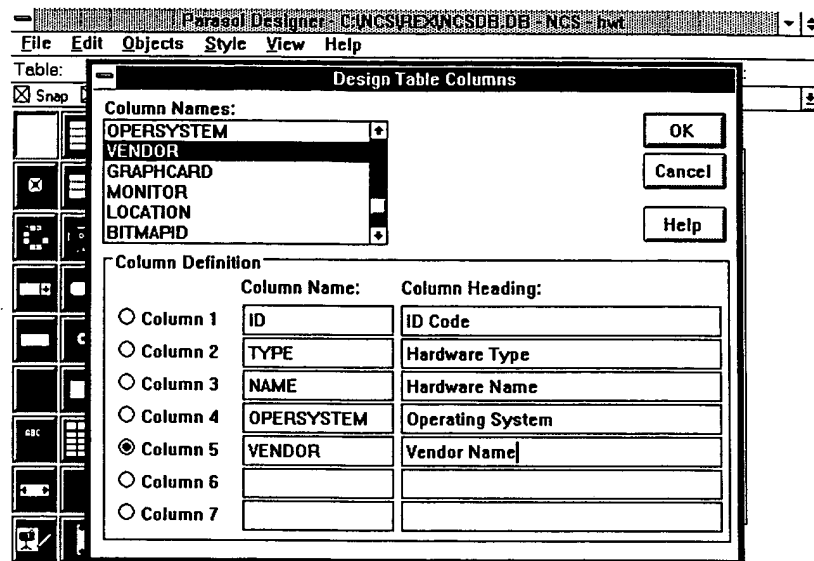 Parasol Designer - C:\NCS\REX\NCSDB.DB - NCS - hwt
File Edit Objects Style View Help
Table:
Design Table Columns
Snap
Column Names:
OPERSYSTEM
VENDOR
GRAPHCARD
MONITOR
LOCATION
BITMAPID
OK
Cancel
Help
Column Definition
Column Name: Column Heading:
Column 1 ID ID Code
Column 2 TYPE Hardware Type
Column 3 NAME Hardware Name
Column 4 OPERSYSTEM Operating System
Column 5 VENDOR Vendor Name
Column 6
Column 7
ABC